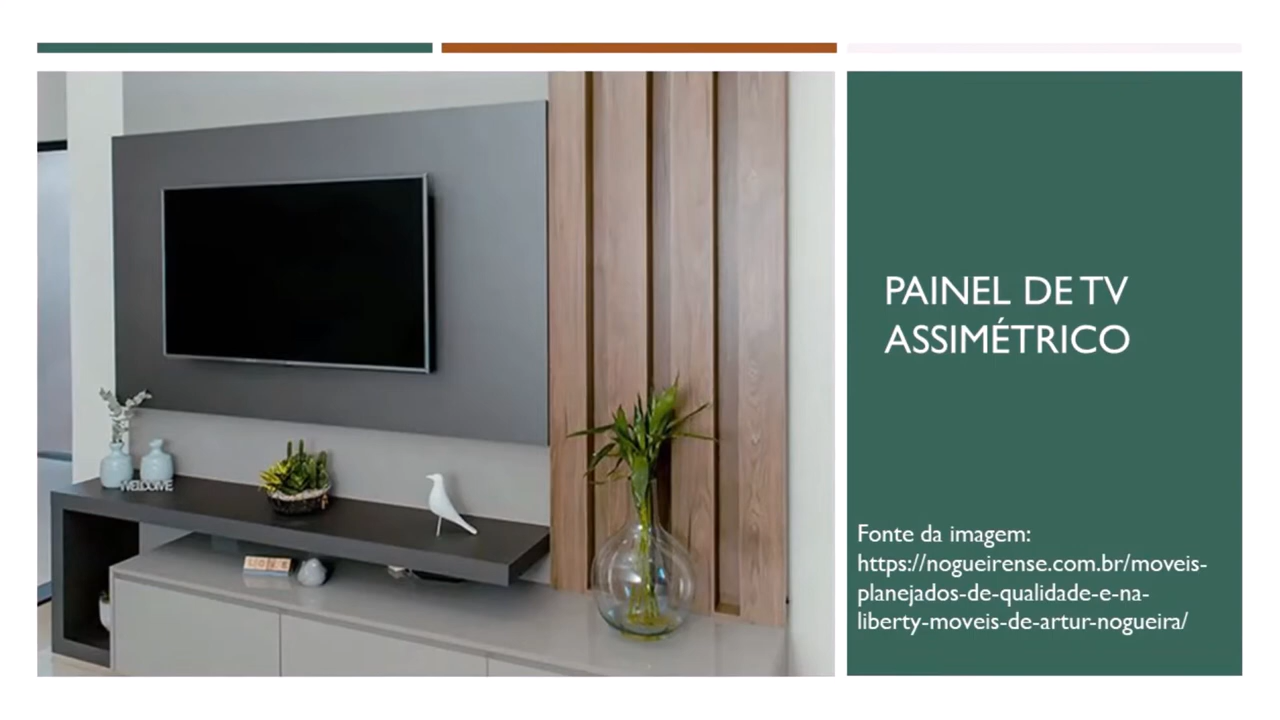 WELCOME
LOVE
PAINEL DE TV
ASSIMÉTRICO
Fonte da imagem:
https://nogueirense.com.br/moveis-
planejados-de-qualidade-e-na-
liberty-moveis-de-artur-nogueira/